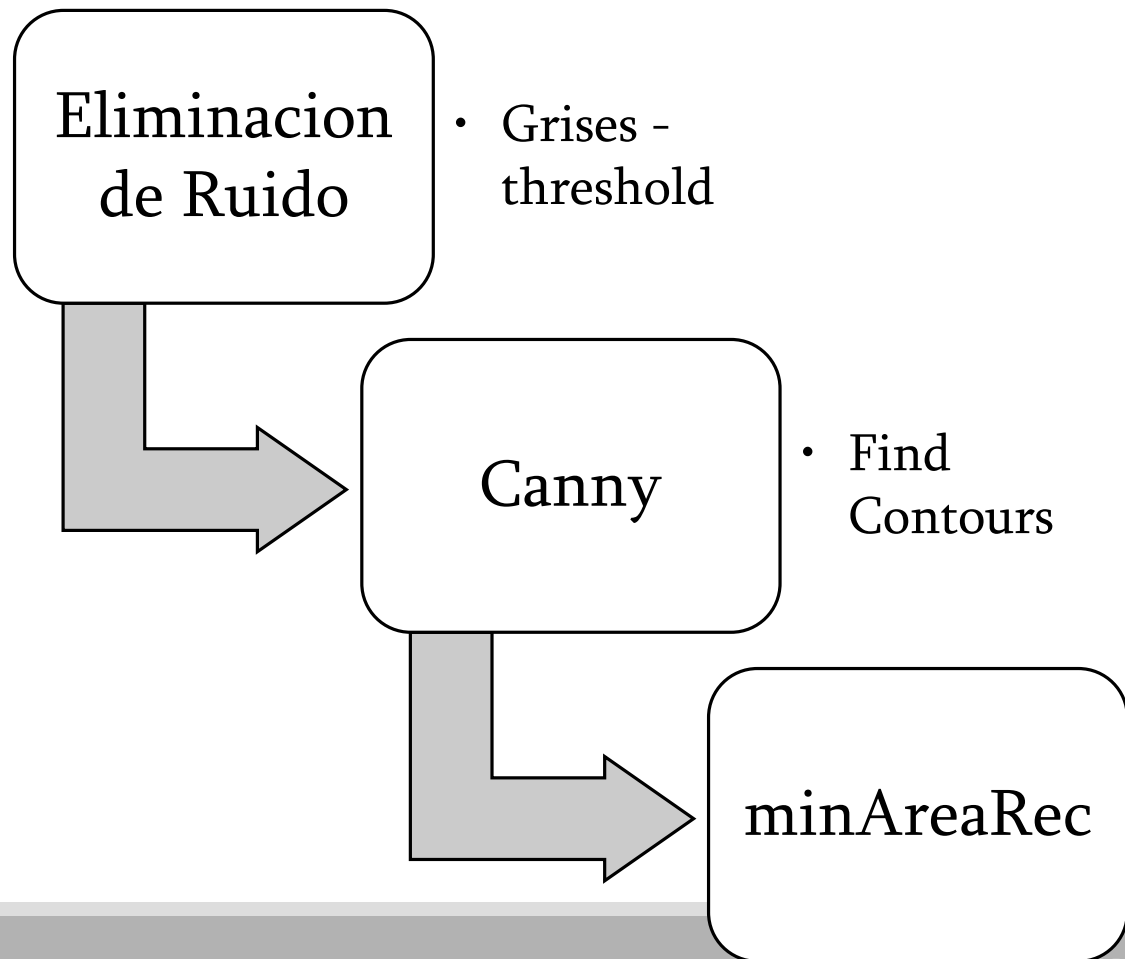 Eliminacion
de Ruido
• Grises -
threshold
Canny
• Find
Contours
minAreaRec